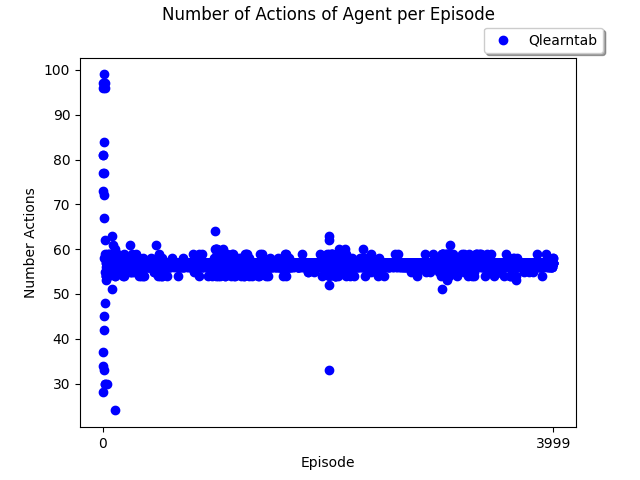 Number of Actions of Agent per Episode
Qlearntab
100
90
80
70
60
50
40
30
Number Actions
0
3999
Episode